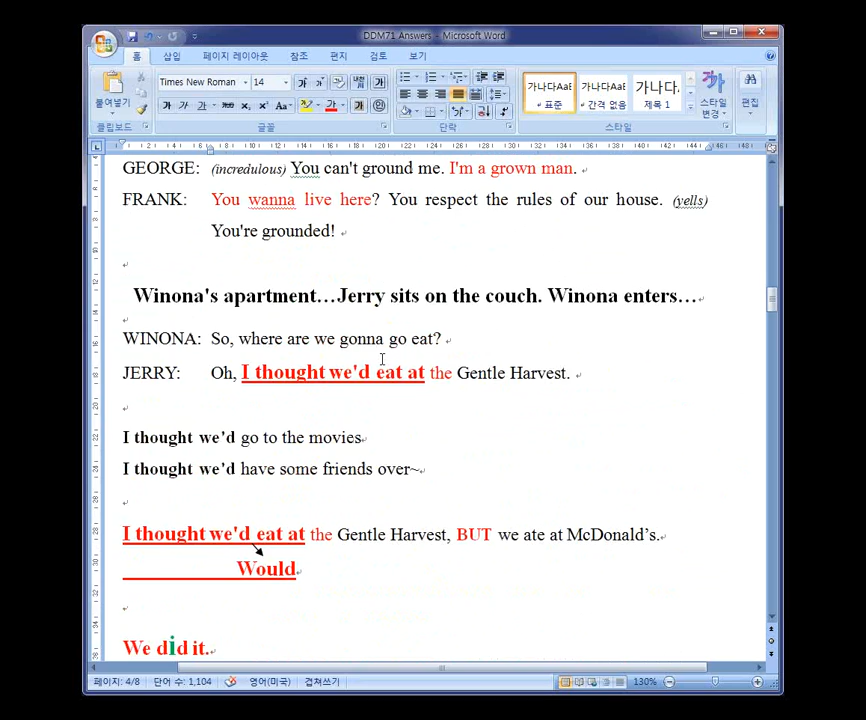 DDM71 Answers - Microsoft Word
홈 삽입 페이지 레이아웃 참조 편지 검토 보기
붙여넣기
Times New Roman 14
가나다AaB 가나다AaB 가나다
표준 간격 없음 제목 1
스타일 변경 편집
클립보드 글꼴 단락 스타일
GEORGE: (incredulous) You can't ground me. I'm a grown man.
FRANK: You wanna live here? You respect the rules of our house. (yells)
You're grounded!
Winona's apartment…Jerry sits on the couch. Winona enters…
WINONA: So, where are we gonna go eat?
JERRY: Oh, I thought we'd eat at the Gentle Harvest.
I thought we'd go to the movies
I thought we'd have some friends over~
I thought we'd eat at the Gentle Harvest, BUT we ate at McDonald's.
Would
We did it.
페이지: 4/8 단어 수: 1,104 영어(미국) 겹쳐쓰기 130%